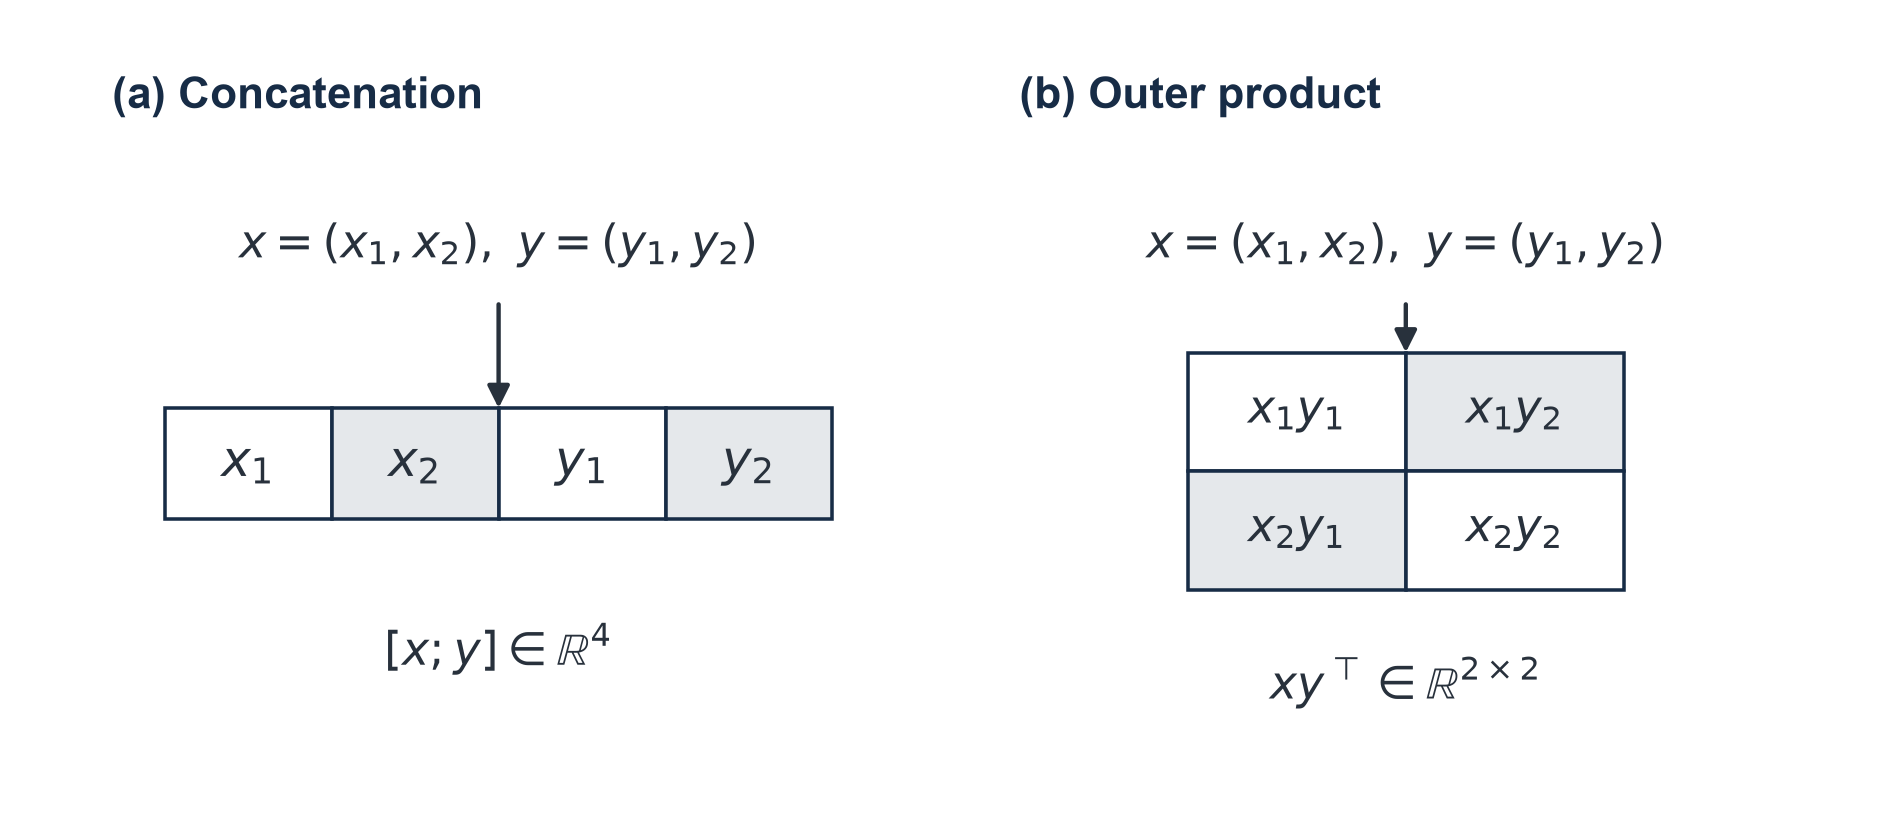 (a) Concatenation
x = (x₁, x₂), y = (y₁, y₂)
x₁ x₂ y₁ y₂
[x; y] ∈ ℝ⁴
(b) Outer product
x = (x₁, x₂), y = (y₁, y₂)
x₁y₁ x₁y₂
x₂y₁ x₂y₂
xy⊤ ∈ ℝ²ˣ²